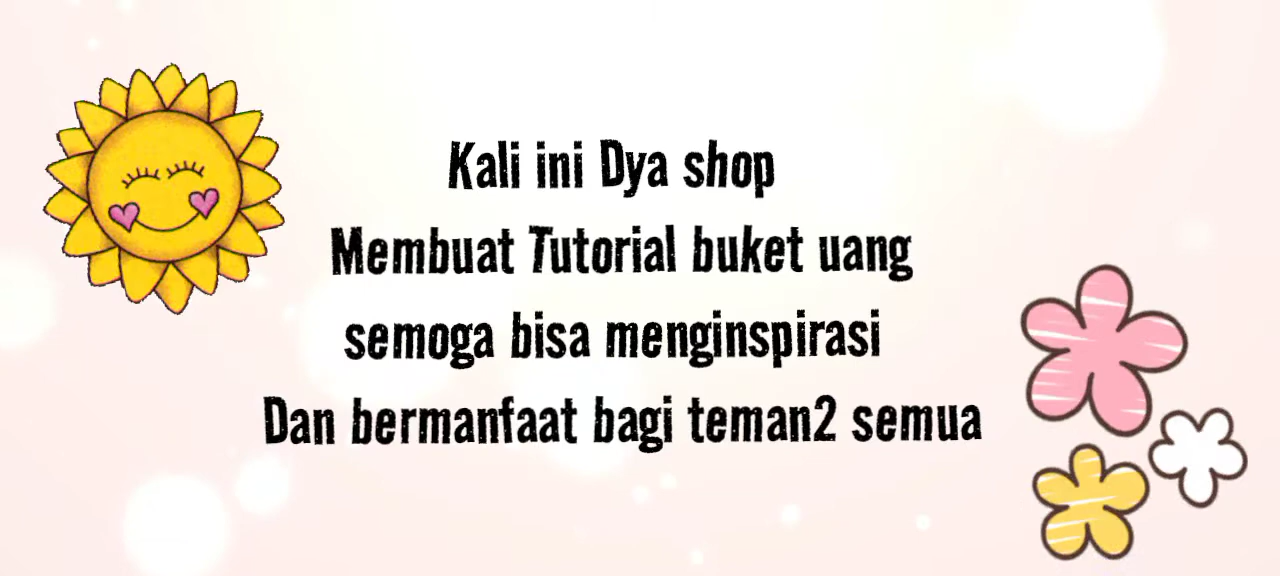 Kali ini Dya shop
Membuat Tutorial buket uang
semoga bisa menginspirasi
Dan bermanfaat bagi teman2 semua